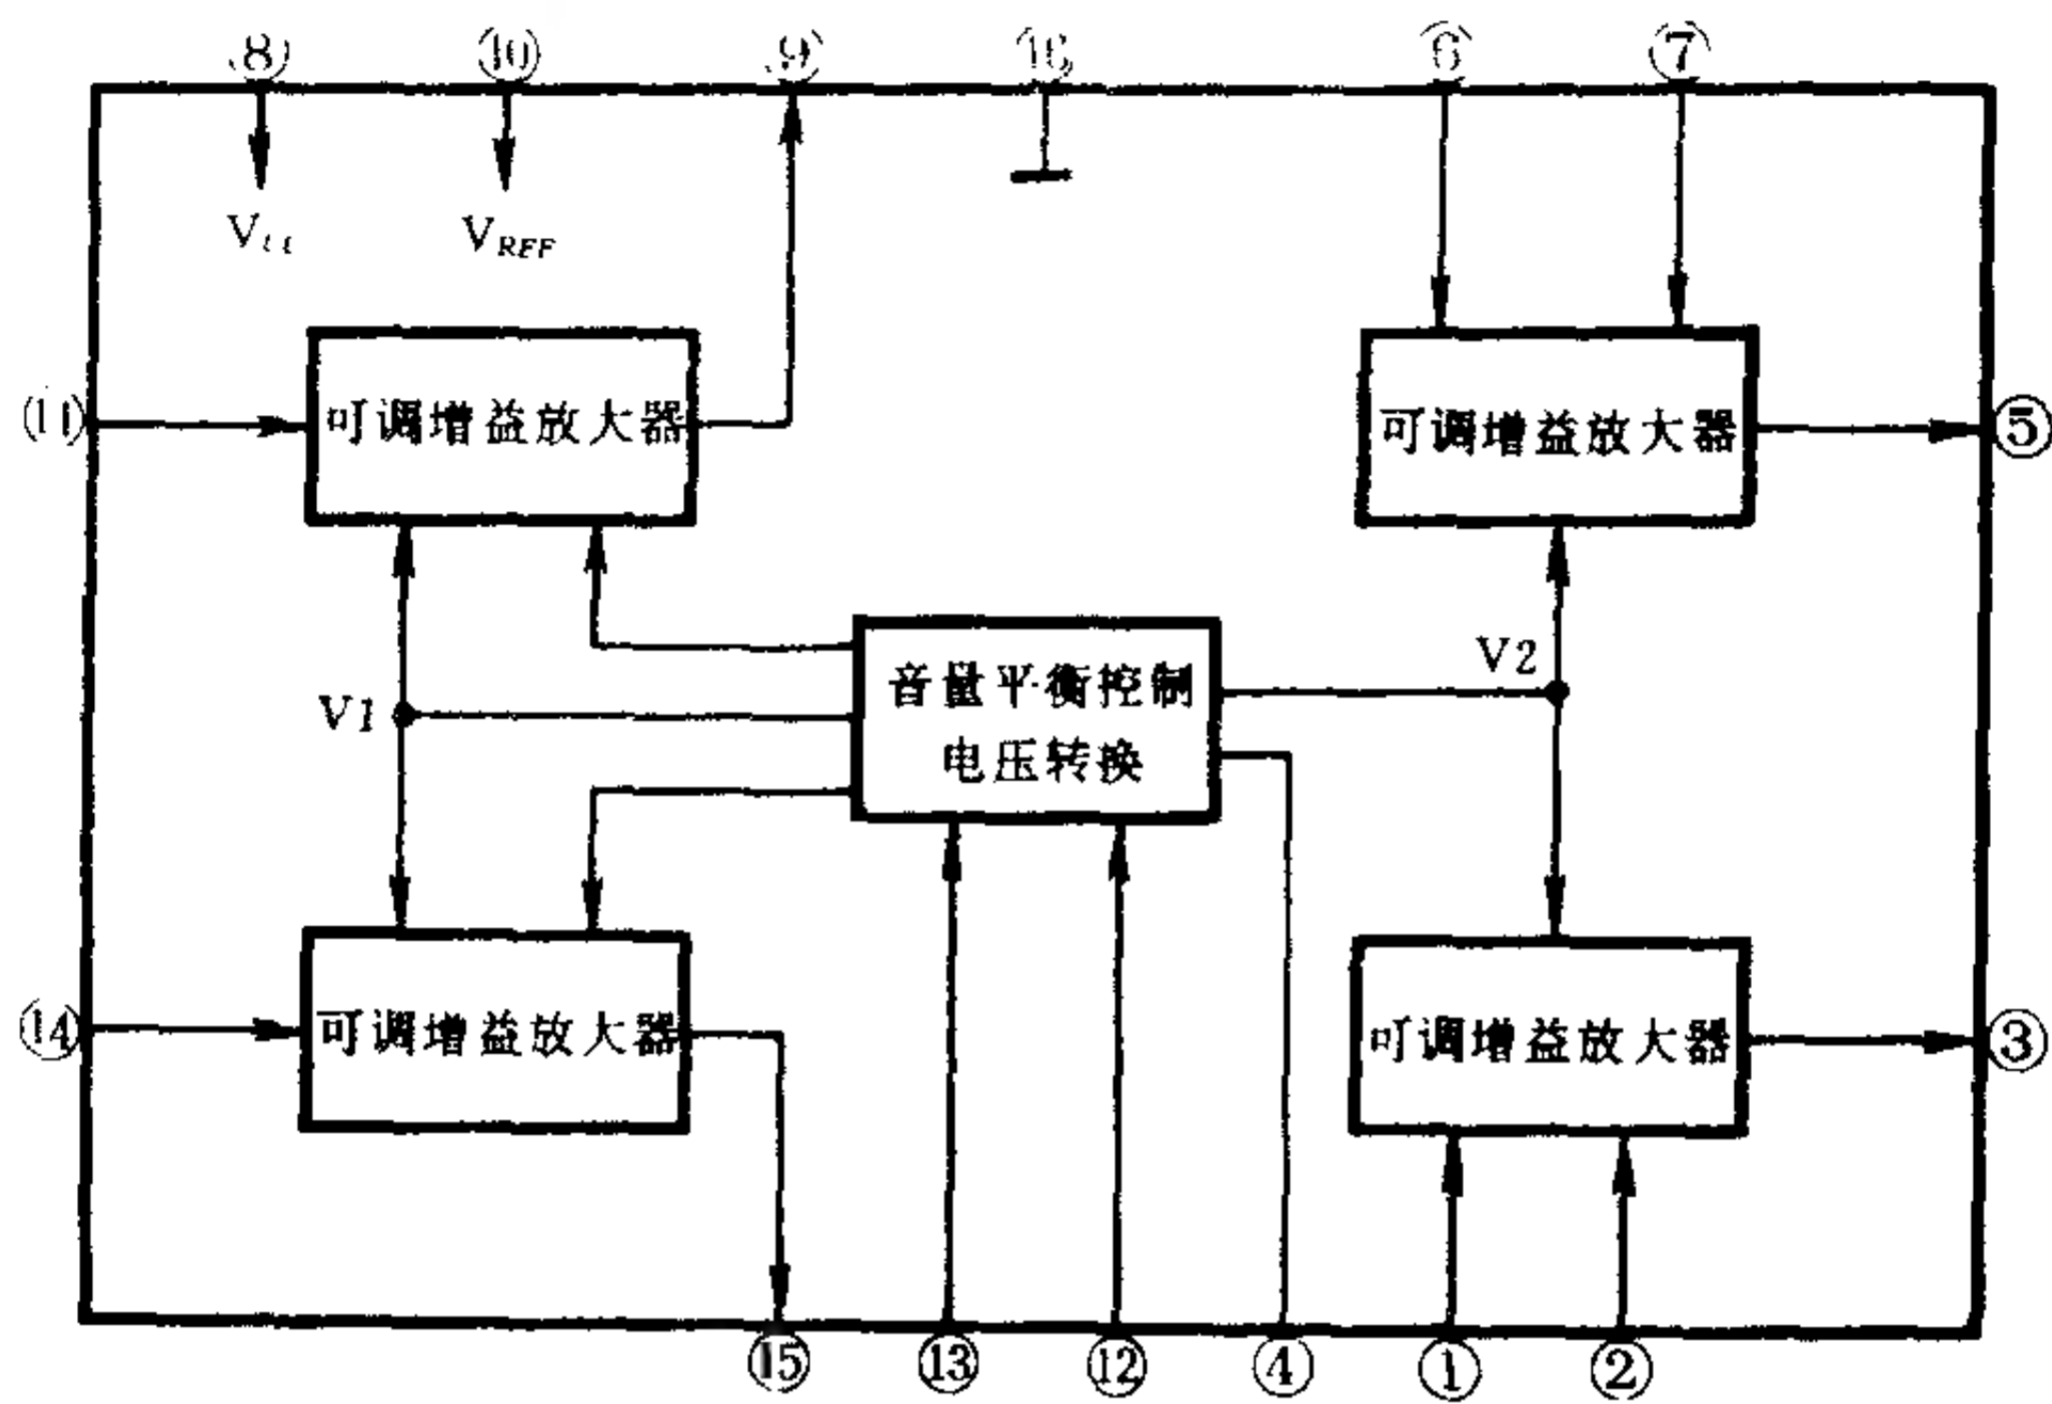 ⑧ ⑩ ⑨ ⑯ ⑥ ⑦
V_REF
⑪ 可调增益放大器 可调增益放大器 ⑤
音量平衡控制 V2
V1
电压转换
⑭ 可调增益放大器 可调增益放大器 ③
⑮ ⑬ ⑫ ④ ① ②